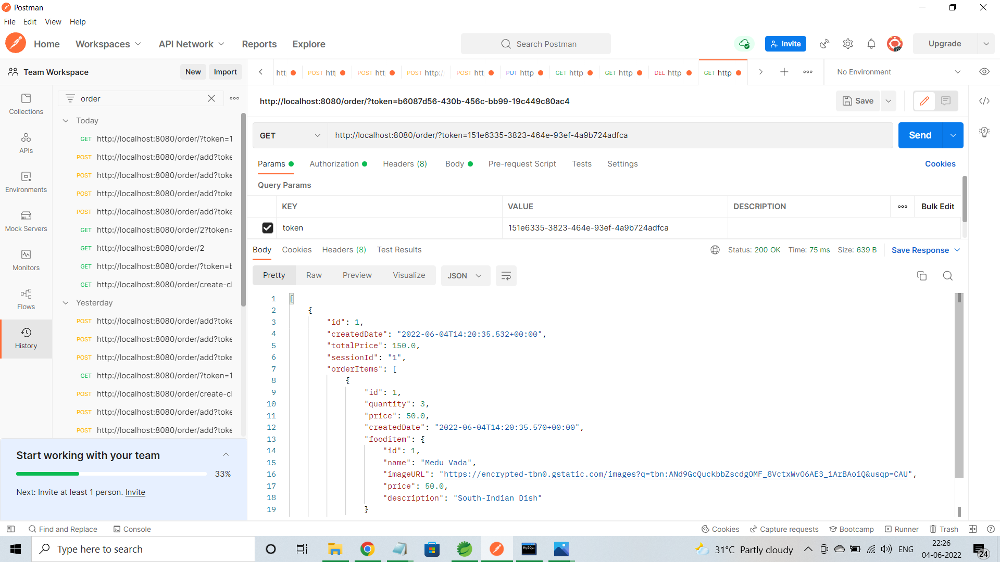 Postman
File Edit View Help
Home Workspaces API Network Reports Explore Search Postman Invite Upgrade
Team Workspace New Import
htt POST htt POST htt POST http:/ POST htt PUT http GET http GET http DEL http GET http No Environment
order
http://localhost:8080/order/?token=b6087d56-430b-456c-bb99-19c449c80ac4 Save
Collections
APIs
Environments
Mock Servers
Monitors
Flows
History
Today
GET http://localhost:8080/order/?token=1
POST http://localhost:8080/order/add?toke
POST http://localhost:8080/order/add?toke
POST http://localhost:8080/order/add?toke
POST http://localhost:8080/order/add?toke
GET http://localhost:8080/order/2?token=
GET http://localhost:8080/order/2
GET http://localhost:8080/order/?token=b
GET http://localhost:8080/order/create-cl
Yesterday
POST http://localhost:8080/order/add?toke
POST http://localhost:8080/order/add?toke
POST http://localhost:8080/order/add?toke
GET http://localhost:8080/order/?token=1
POST http://localhost:8080/order/create-cl
POST http://localhost:8080/order/add?toke
POST http://localhost:8080/order/add?toke
Start working with your team
33%
Next: Invite at least 1 person. Invite
GET http://localhost:8080/order/?token=151e6335-3823-464e-93ef-4a9b724adfca Send
Params Authorization Headers (8) Body Pre-request Script Tests Settings Cookies
Query Params
KEY VALUE DESCRIPTION Bulk Edit
token 151e6335-3823-464e-93ef-4a9b724adfca
Body Cookies Headers (8) Test Results Status: 200 OK Time: 75 ms Size: 639 B Save Response
Pretty Raw Preview Visualize JSON
1 [
2 {
3 "id": 1,
4 "createdDate": "2022-06-04T14:20:35.532+00:00",
5 "totalPrice": 150.0,
6 "sessionId": "1",
7 "orderItems": [
8 {
9 "id": 1,
10 "quantity": 3,
11 "price": 50.0,
12 "createdDate": "2022-06-04T14:20:35.570+00:00",
13 "fooditem": {
14 "id": 1,
15 "name": "Medu Vada",
16 "imageURL": "https://encrypted-tbn0.gstatic.com/images?q=tbn:ANd9GcQuckbbZscdgOMF_8VctxWvO6AE3_1ArBAoiQ&usqp=CAU",
17 "price": 50.0,
18 "description": "South-Indian Dish"
19 }
Find and Replace Console Cookies Capture requests Bootcamp Runner Trash
Type here to search MySQL 31°C Partly cloudy ENG 22:26
04-06-2022 24